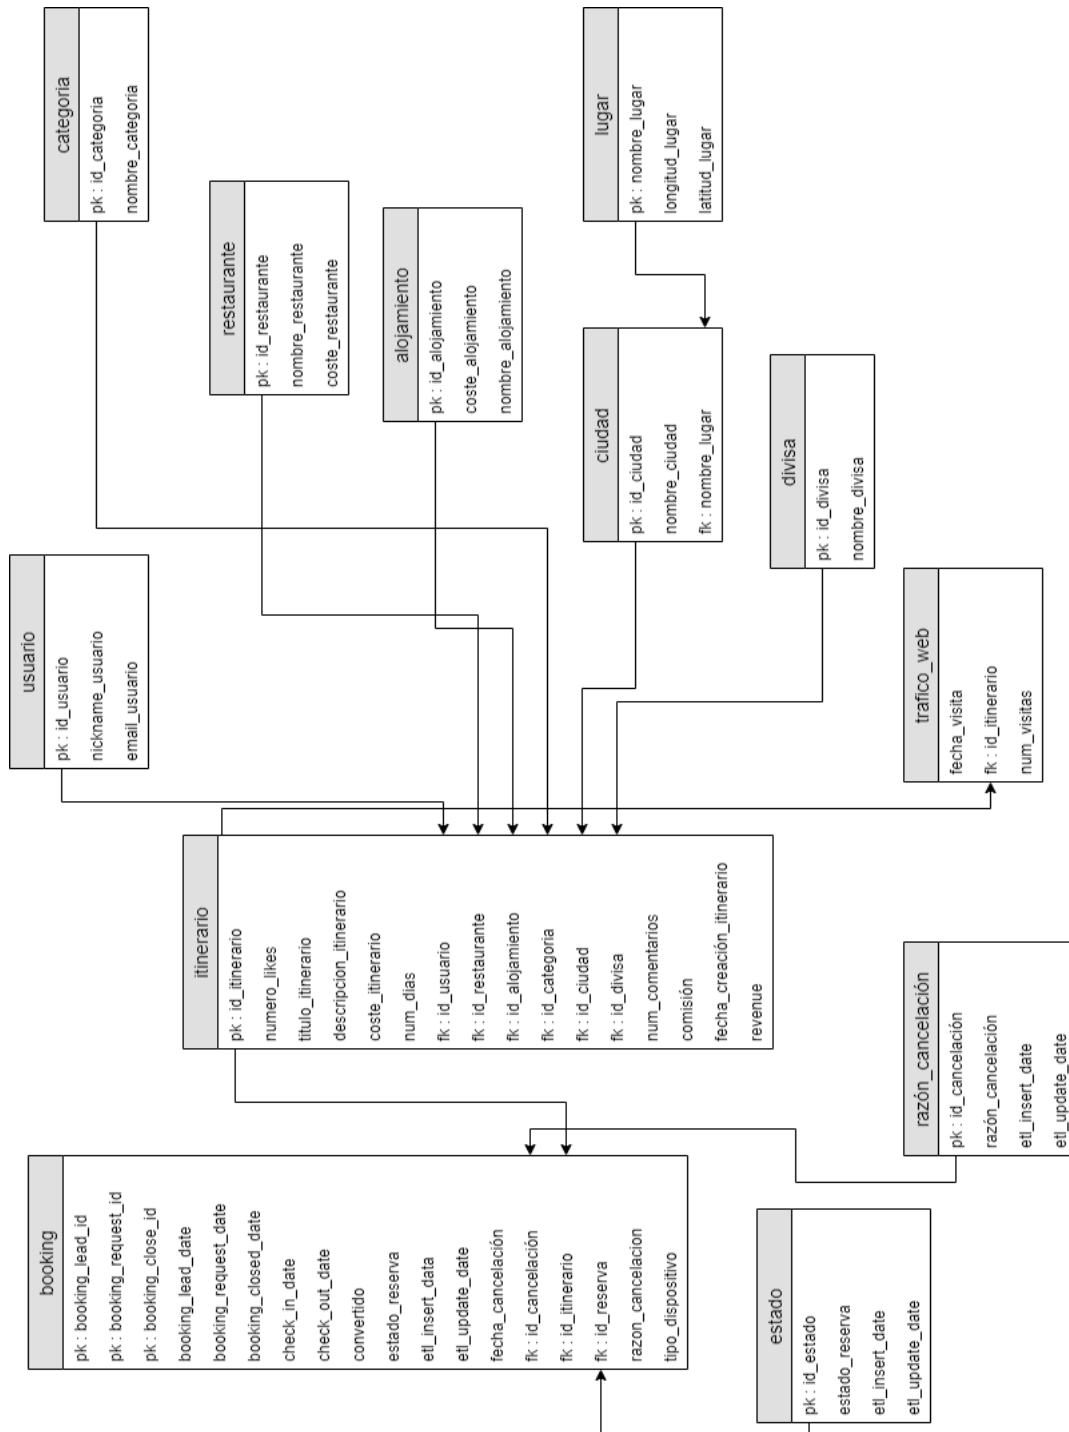 categoria
pk : id_categoria
nombre_categoria
restaurante
pk : id_restaurante
nombre_restaurante
coste_restaurante
alojamiento
pk : id_alojamiento
coste_alojamiento
nombre_alojamiento
lugar
pk : nombre_lugar
longitud_lugar
latitud_lugar
usuario
pk : id_usuario
nickname_usuario
email_usuario
ciudad
pk : id_ciudad
nombre_ciudad
fk : nombre_lugar
divisa
pk : id_divisa
nombre_divisa
trafico_web
fecha_visita
fk : id_itinerario
num_visitas
itinerario
pk : id_itinerario
numero_likes
titulo_itinerario
descripcion_itinerario
coste_itinerario
num_dias
fk : id_usuario
fk : id_restaurante
fk : id_alojamiento
fk : id_categoria
fk : id_ciudad
fk : id_divisa
num_comentarios
comisión
fecha_creación_itinerario
revenue
booking
pk : booking_lead_id
pk : booking_request_id
pk : booking_close_id
booking_lead_date
booking_request_date
booking_closed_date
check_in_date
check_out_date
convertido
estado_reserva
etl_insert_data
etl_update_date
fecha_cancelación
fk : id_cancelación
fk : id_itinerario
fk : id_reserva
razon_cancelacion
tipo_dispositivo
razón_cancelación
pk : id_cancelación
razón_cancelación
etl_insert_date
etl_update_date
estado
pk : id_estado
estado_reserva
etl_insert_date
etl_update_date